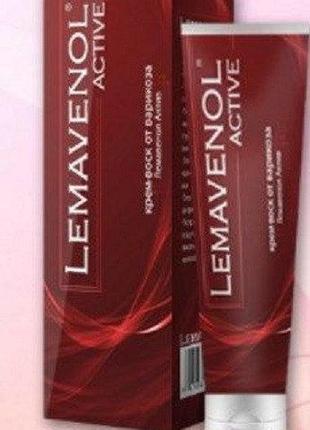 LEMAVENOL®
ACTIVE
крем-воск от варикоза
Лемавенол Актив
LEMAVENOL®
ACTIVE
крем-воск от варикоза
Лемавенол Актив